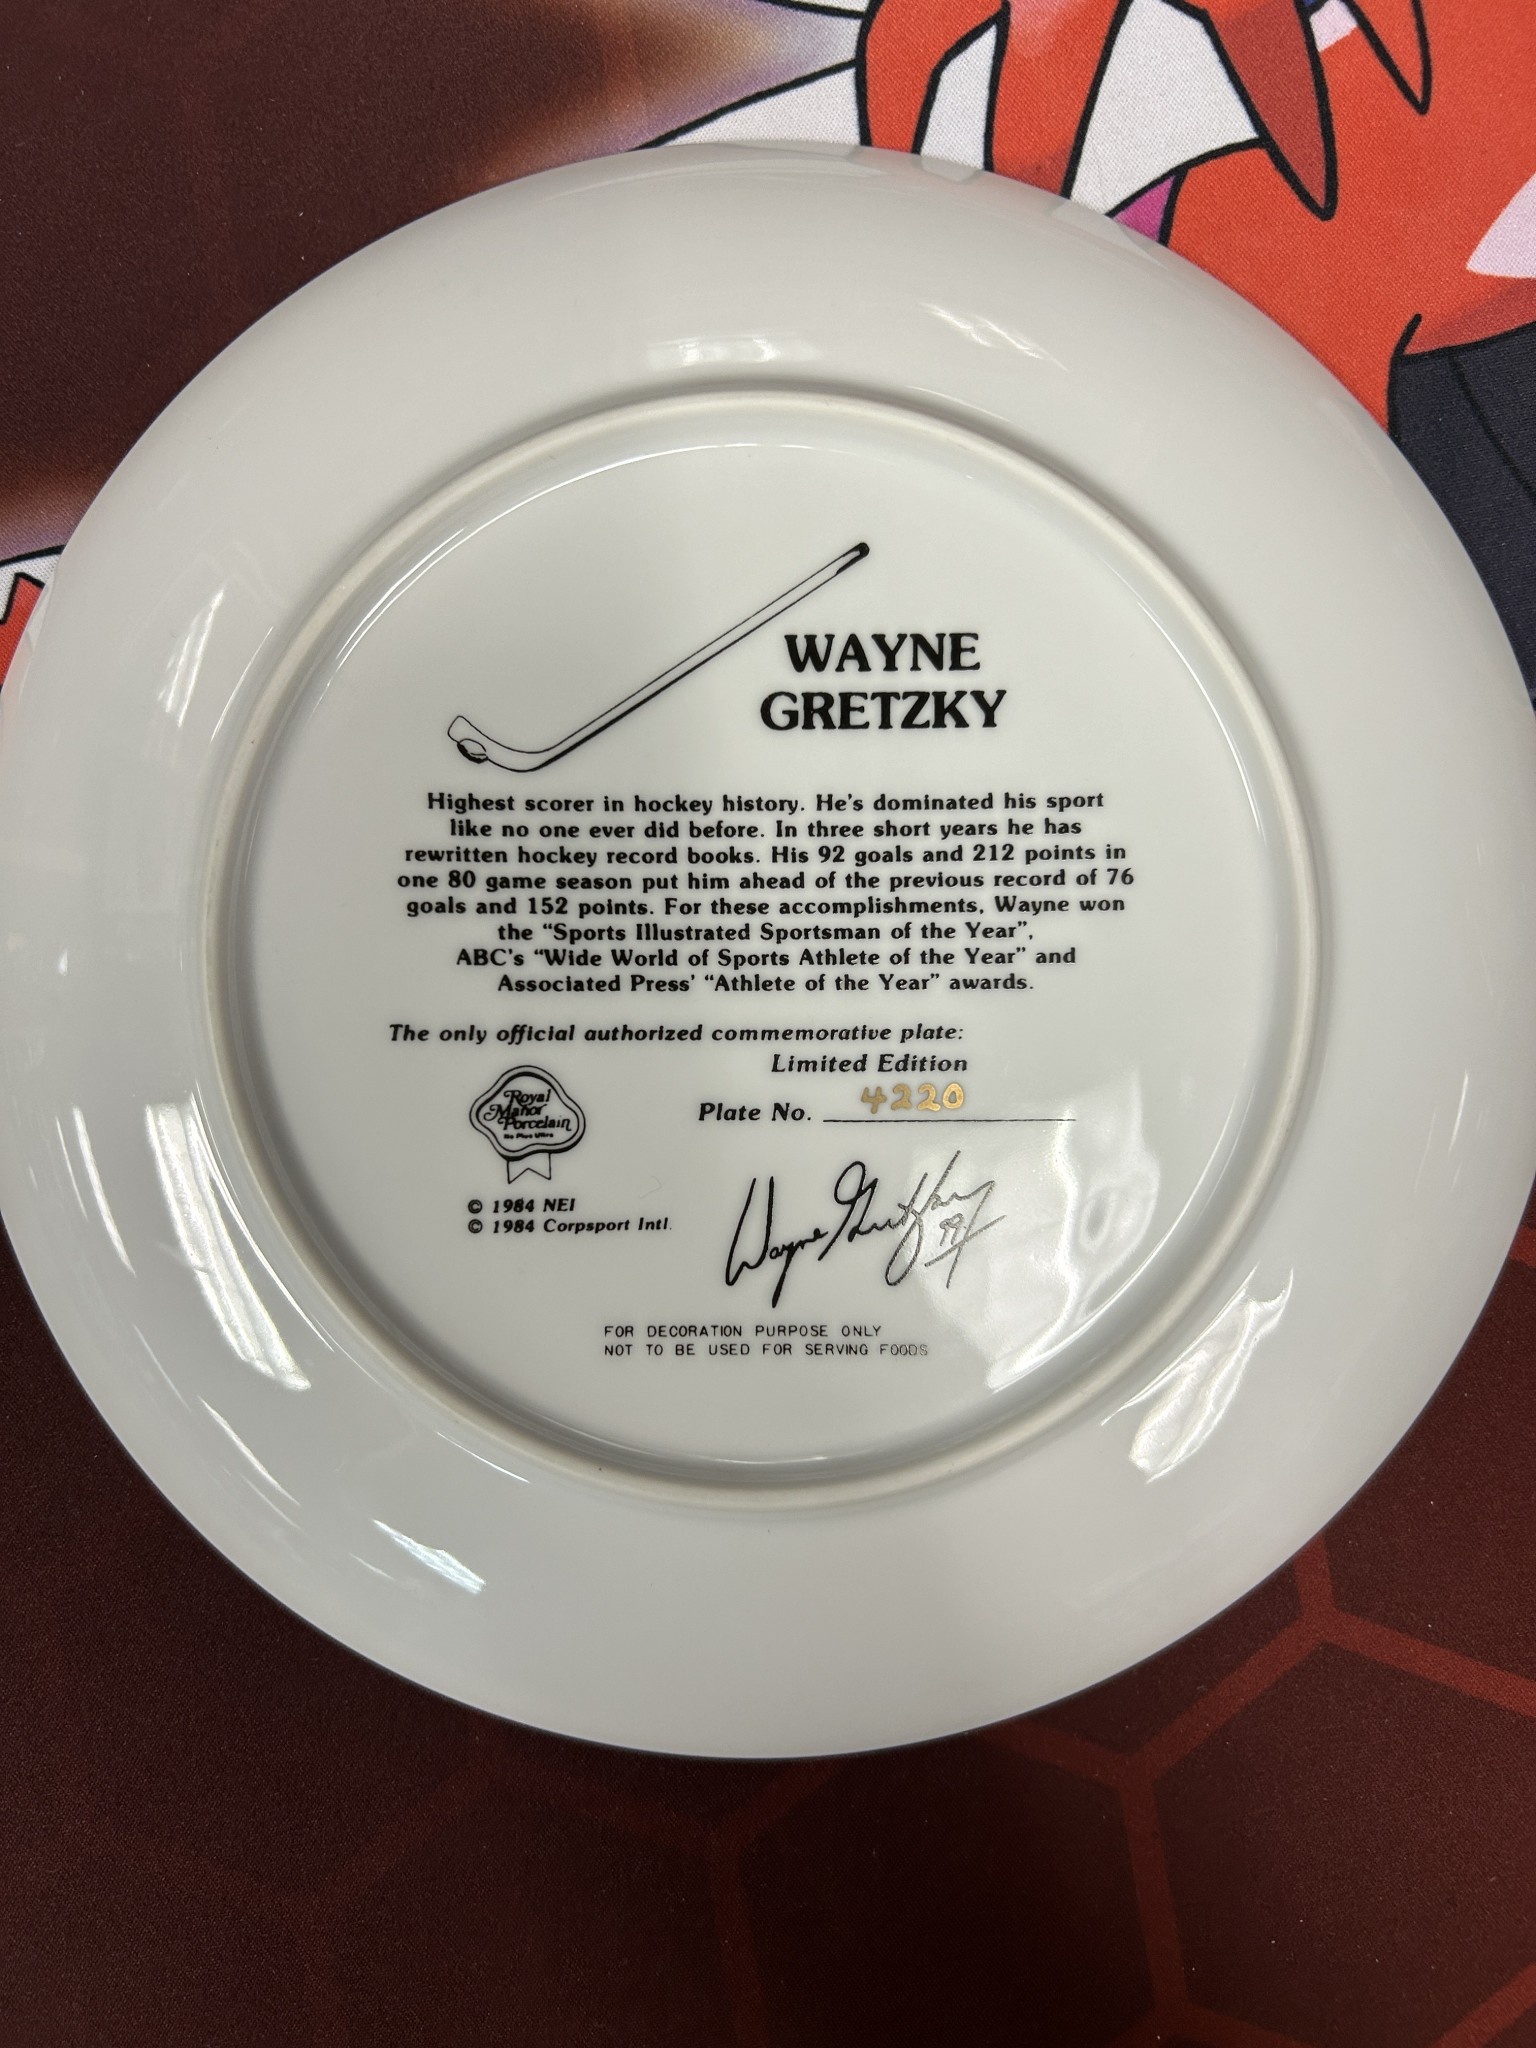 WAYNE
GRETZKY
Highest scorer in hockey history. He's dominated his sport
like no one ever did before. In three short years he has
rewritten hockey record books. His 92 goals and 212 points in
one 80 game season put him ahead of the previous record of 76
goals and 152 points. For these accomplishments, Wayne won
the “Sports Illustrated Sportsman of the Year”,
ABC's “Wide World of Sports Athlete of the Year” and
Associated Press' “Athlete of the Year” awards.
The only official authorized commemorative plate:
Limited Edition
Plate No. 4220
Royal
Manor
Porcelain
Ne Plus Ultra
© 1984 NEI
© 1984 Corpsport Intl.
Wayne Gretzky
99
FOR DECORATION PURPOSE ONLY
NOT TO BE USED FOR SERVING FOODS